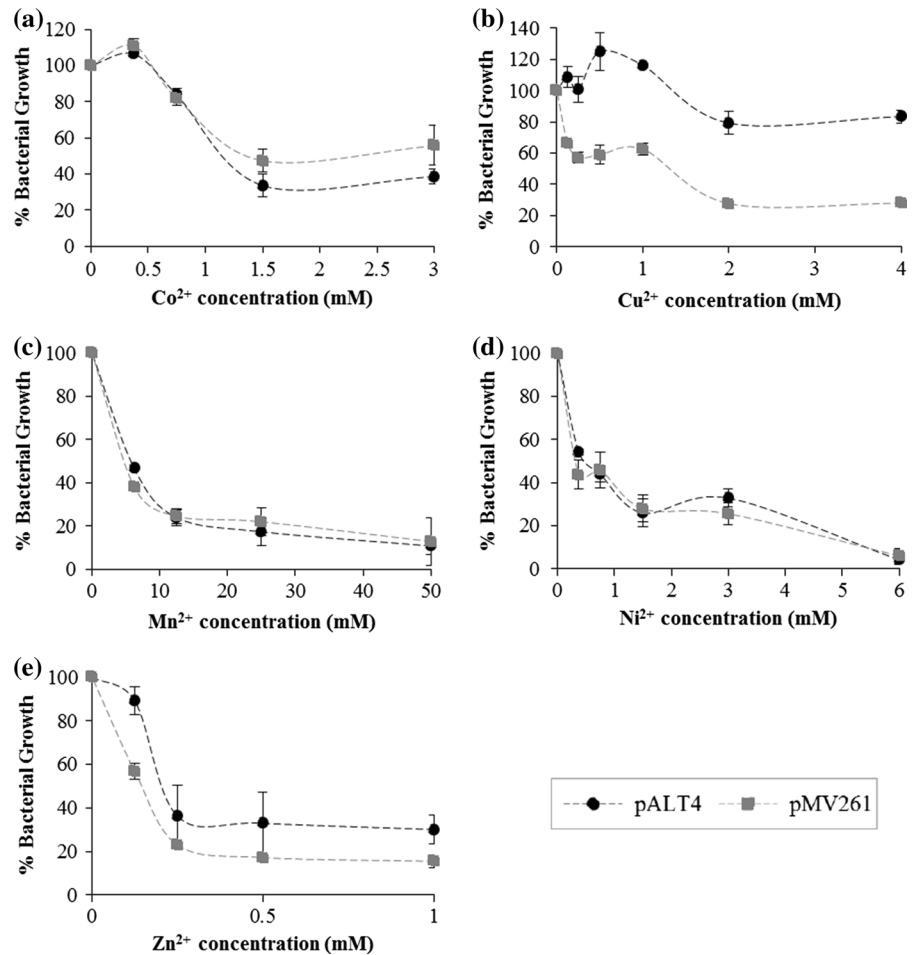 (a)
% Bacterial Growth
120
100
80
60
40
20
0
0 0.5 1 1.5 2 2.5 3
Co²⁺ concentration (mM)
(b)
% Bacterial Growth
140
120
100
80
60
40
20
0
0 1 2 3 4
Cu²⁺ concentration (mM)
(c)
% Bacterial Growth
100
80
60
40
20
0
0 10 20 30 40 50
Mn²⁺ concentration (mM)
(d)
% Bacterial Growth
100
80
60
40
20
0
0 1 2 3 4 5 6
Ni²⁺ concentration (mM)
(e)
% Bacterial Growth
100
80
60
40
20
0
0 0.5 1
Zn²⁺ concentration (mM)
pALT4 pMV261